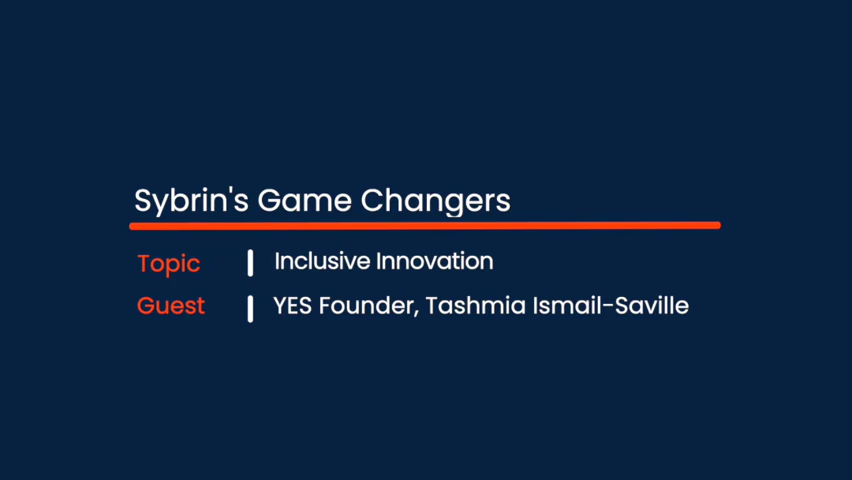 Sybrin's Game Changers
Topic | Inclusive Innovation
Guest | YES Founder, Tashmia Ismail-Saville